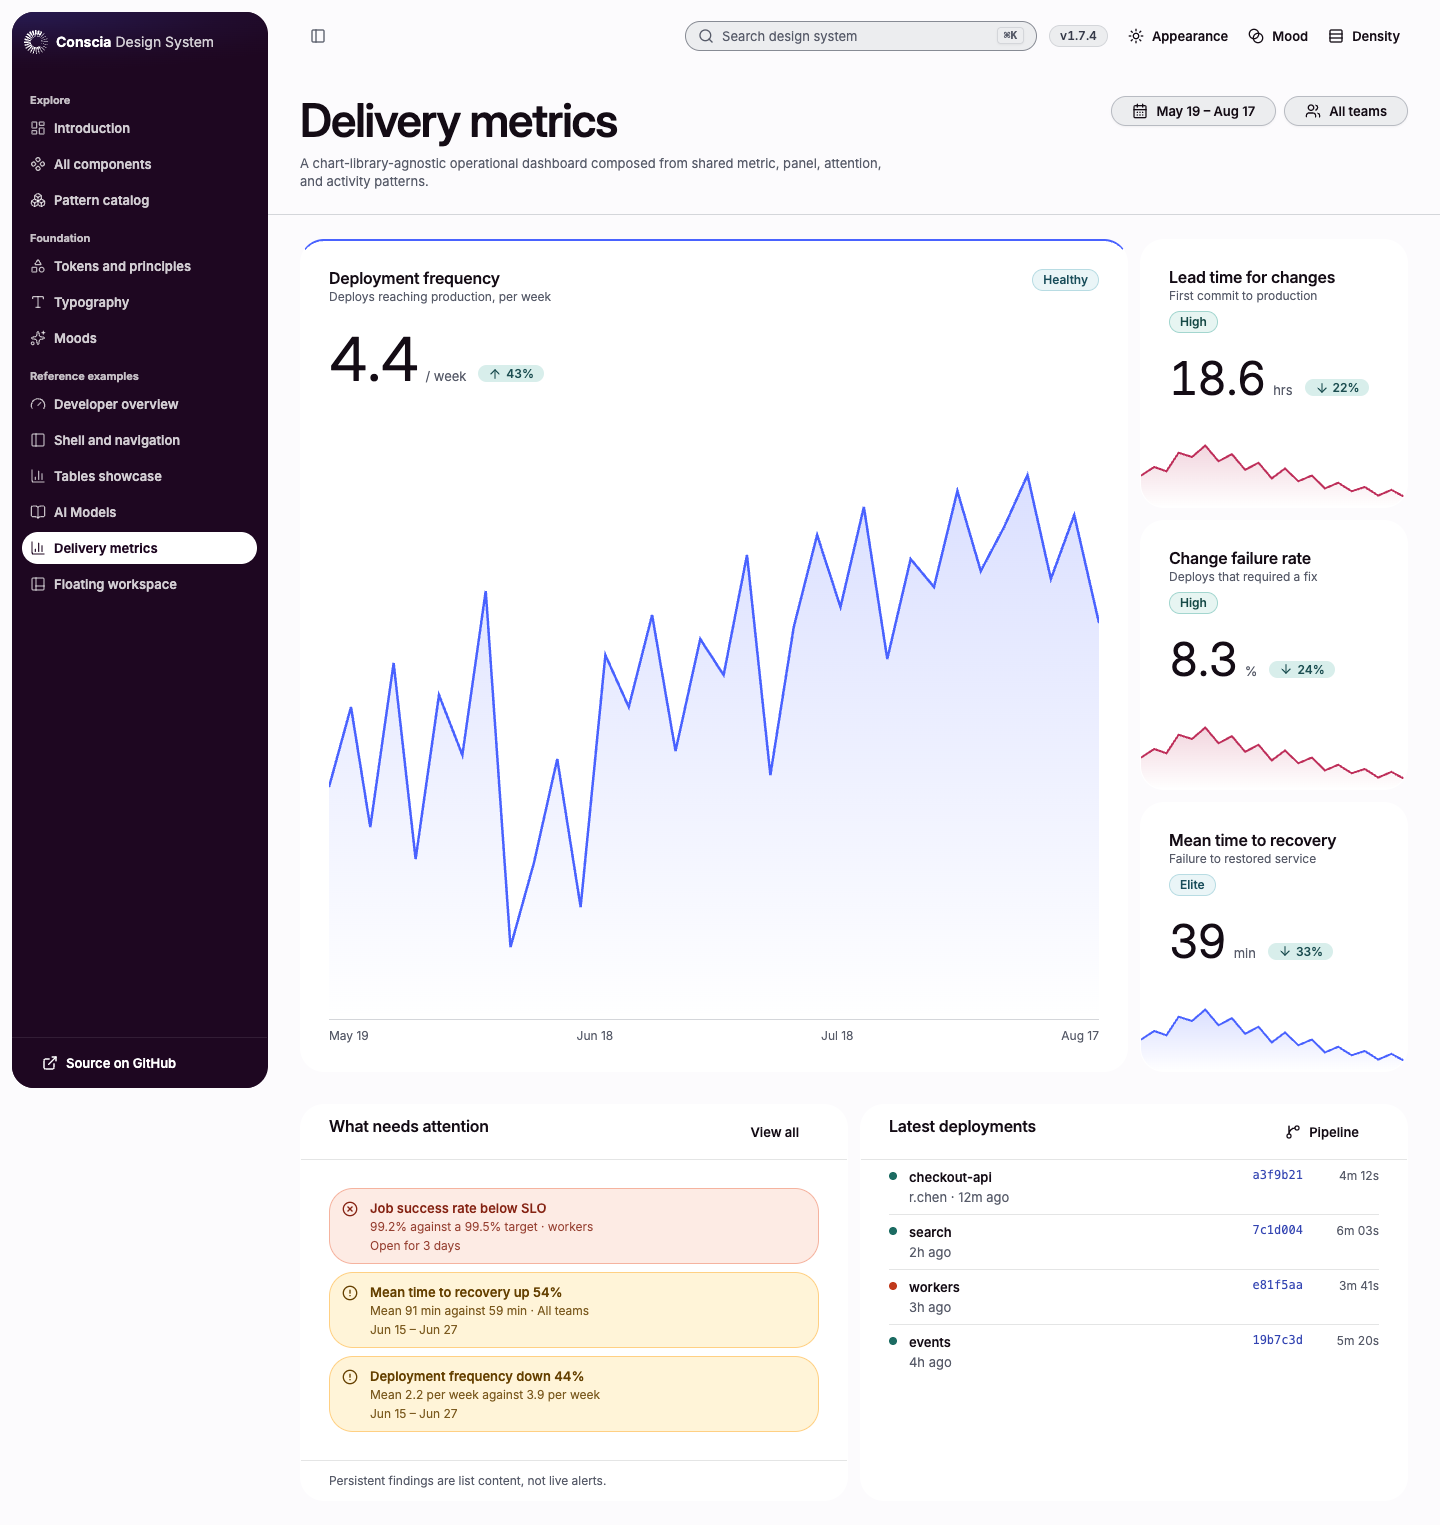 Conscia Design System
Explore
Introduction
All components
Pattern catalog
Foundation
Tokens and principles
Typography
Moods
Reference examples
Developer overview
Shell and navigation
Tables showcase
AI Models
Delivery metrics
Floating workspace
Source on GitHub
Search design system
⌘K
v1.7.4
Appearance
Mood
Density
Delivery metrics
A chart-library-agnostic operational dashboard composed from shared metric, panel, attention,
and activity patterns.
May 19 – Aug 17
All teams
Deployment frequency
Deploys reaching production, per week
Healthy
4.4 / week ↑ 43%
May 19
Jun 18
Jul 18
Aug 17
Lead time for changes
First commit to production
High
18.6 hrs ↓ 22%
Change failure rate
Deploys that required a fix
High
8.3 % ↓ 24%
Mean time to recovery
Failure to restored service
Elite
39 min ↓ 33%
What needs attention
View all
Job success rate below SLO
99.2% against a 99.5% target · workers
Open for 3 days
Mean time to recovery up 54%
Mean 91 min against 59 min · All teams
Jun 15 – Jun 27
Deployment frequency down 44%
Mean 2.2 per week against 3.9 per week
Jun 15 – Jun 27
Persistent findings are list content, not live alerts.
Latest deployments
Pipeline
checkout-api a3f9b21 4m 12s
r.chen · 12m ago
search 7c1d004 6m 03s
2h ago
workers e81f5aa 3m 41s
3h ago
events 19b7c3d 5m 20s
4h ago